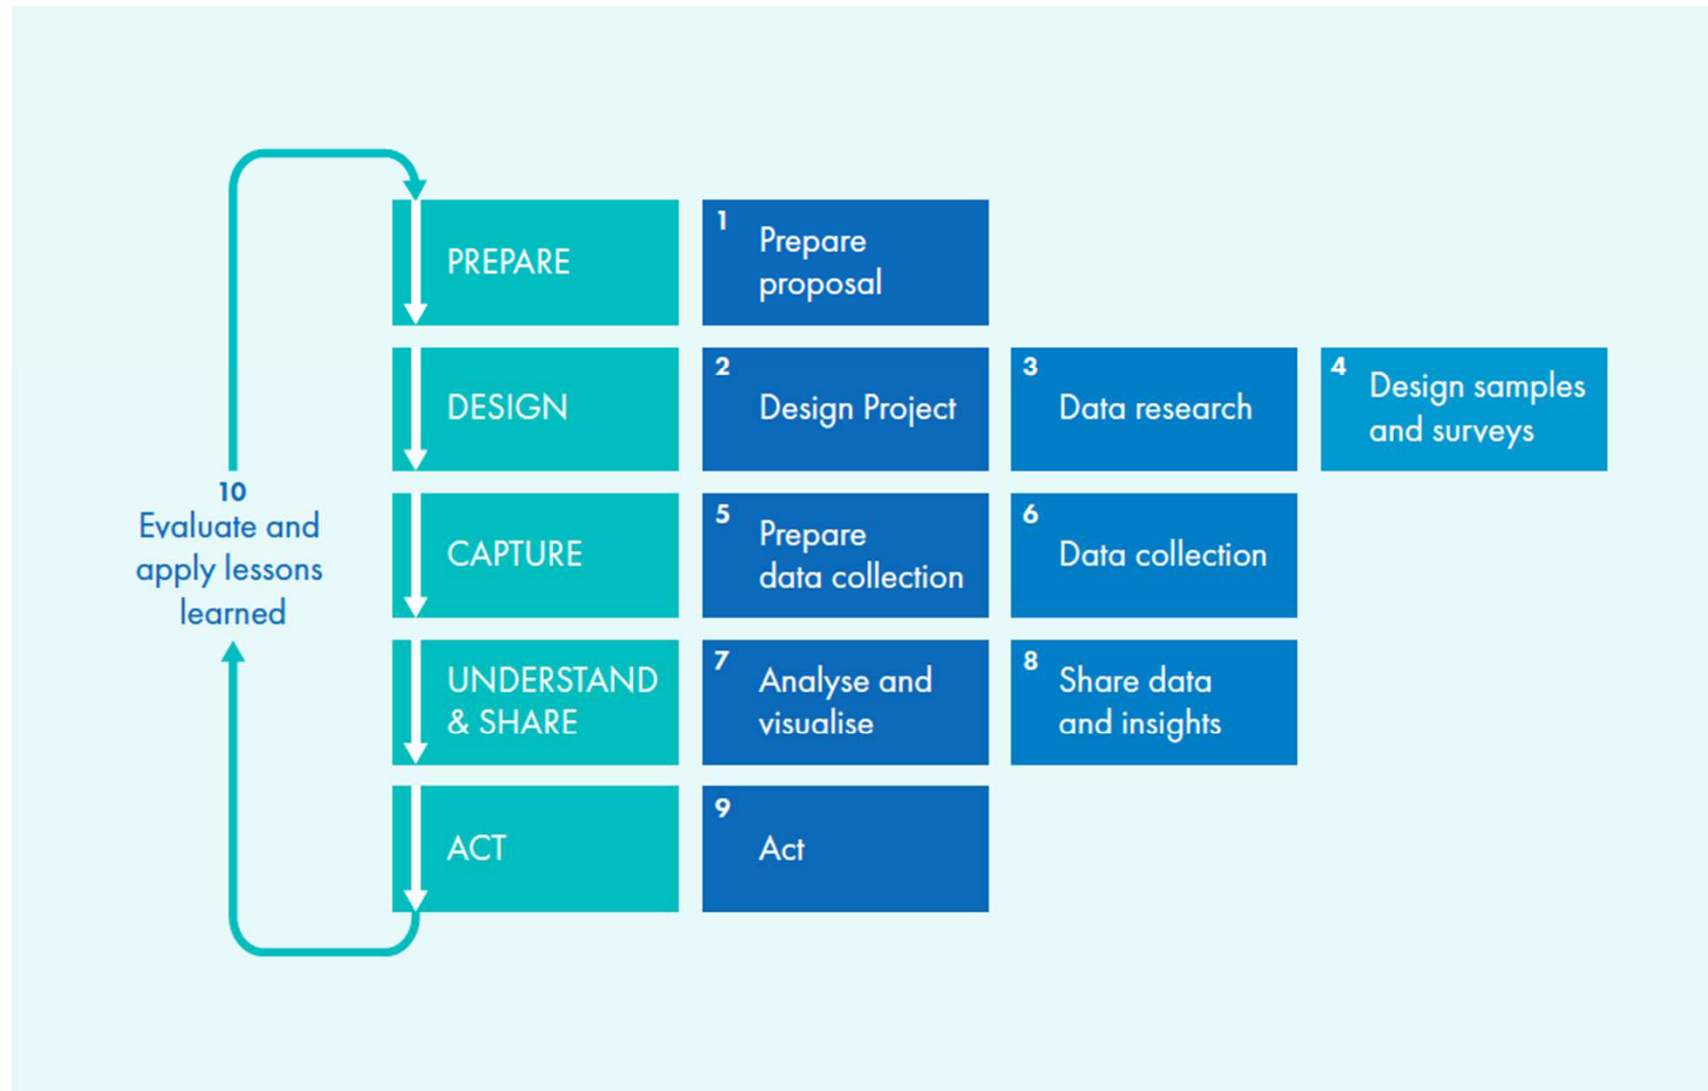 PREPARE
1
Prepare
proposal
DESIGN
2
Design Project
3
Data research
4
Design samples
and surveys
10
Evaluate and
apply lessons
learned
CAPTURE
5
Prepare
data collection
6
Data collection
UNDERSTAND
& SHARE
7
Analyse and
visualise
8
Share data
and insights
ACT
9
Act